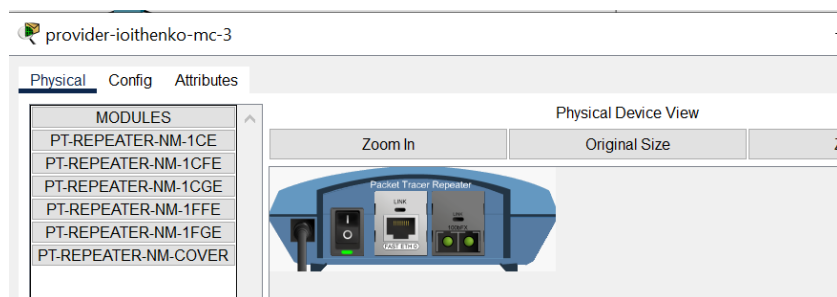 provider-ioithenko-mc-3
Physical Config Attributes
MODULES
PT-REPEATER-NM-1CE
PT-REPEATER-NM-1CFE
PT-REPEATER-NM-1CGE
PT-REPEATER-NM-1FFE
PT-REPEATER-NM-1FGE
PT-REPEATER-NM-COVER
Physical Device View
Zoom In
Original Size
Packet Tracer Repeater
LINK
FAST ETH 0
LINK